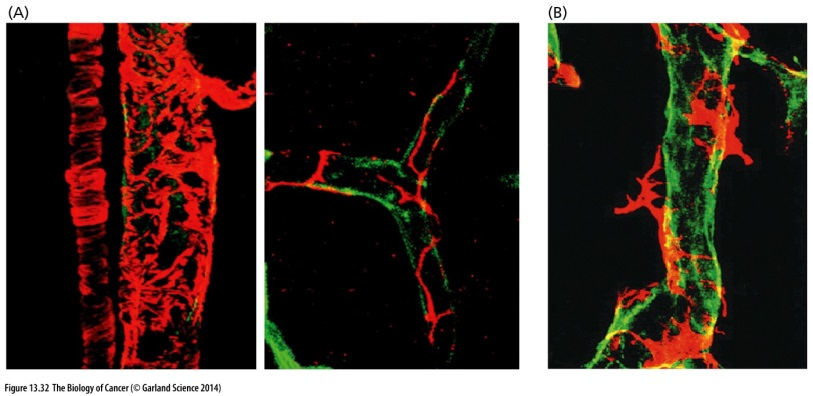 (A)
(B)
Figure 13.32 The Biology of Cancer (© Garland Science 2014)